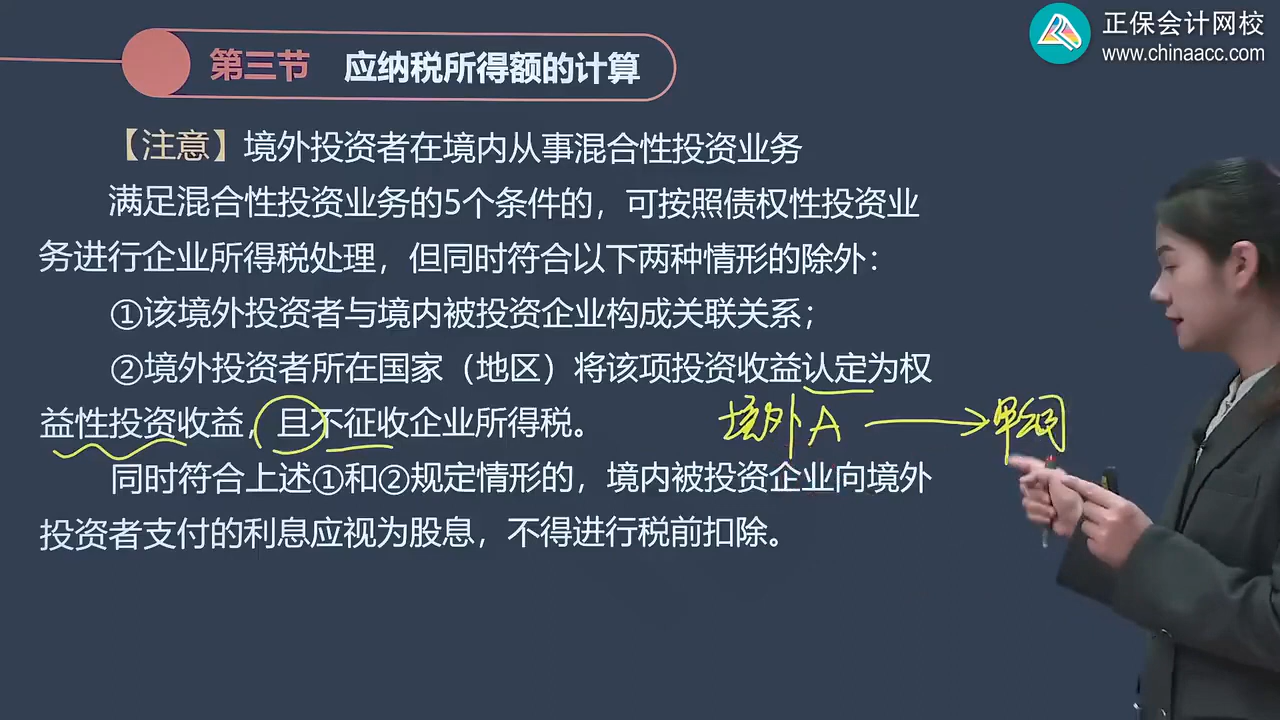 正保会计网校
www.chinaacc.com
第三节 应纳税所得额的计算
【注意】境外投资者在境内从事混合性投资业务
满足混合性投资业务的5个条件的，可按照债权性投资业
务进行企业所得税处理，但同时符合以下两种情形的除外：
①该境外投资者与境内被投资企业构成关联关系；
②境外投资者所在国家（地区）将该项投资收益认定为权
益性投资收益，且不征收企业所得税。
境外A
同时符合上述①和②规定情形的，境内被投资企业向境外
投资者支付的利息应视为股息，不得进行税前扣除。